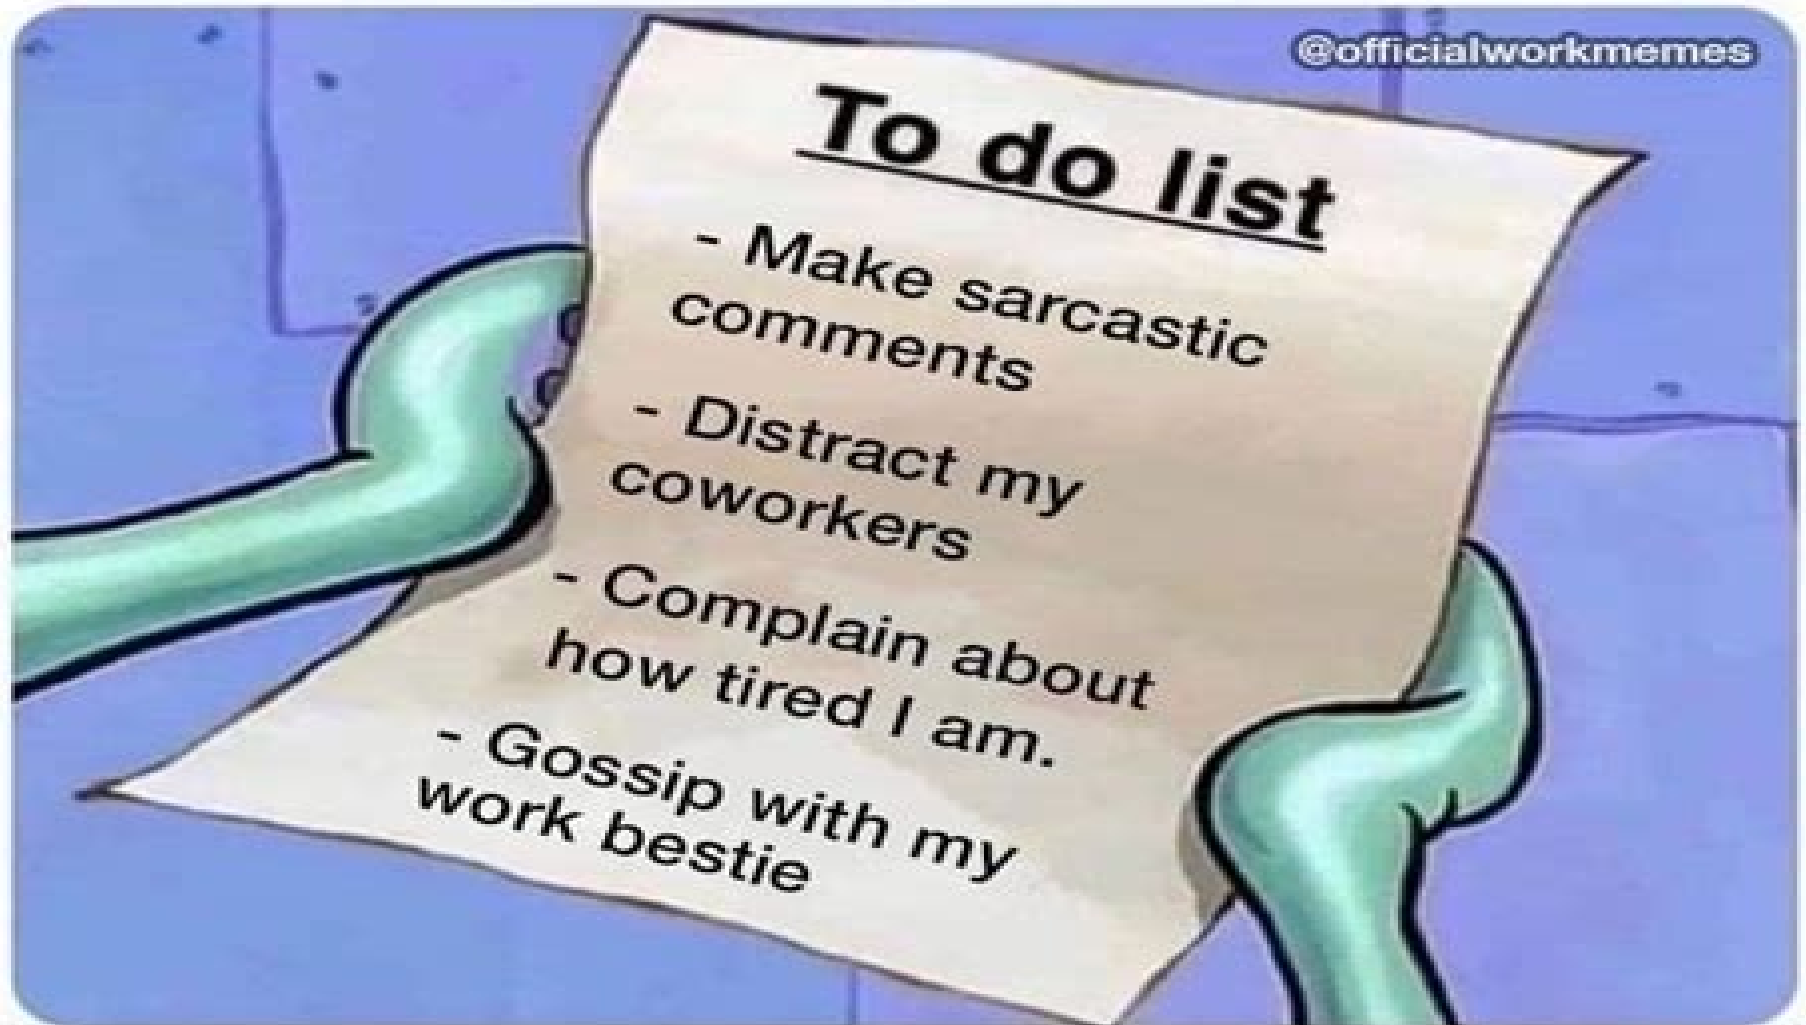 @officialworkmemes
To do list
- Make sarcastic
comments
- Distract my
coworkers
- Complain about
how tired I am.
- Gossip with my
work bestie